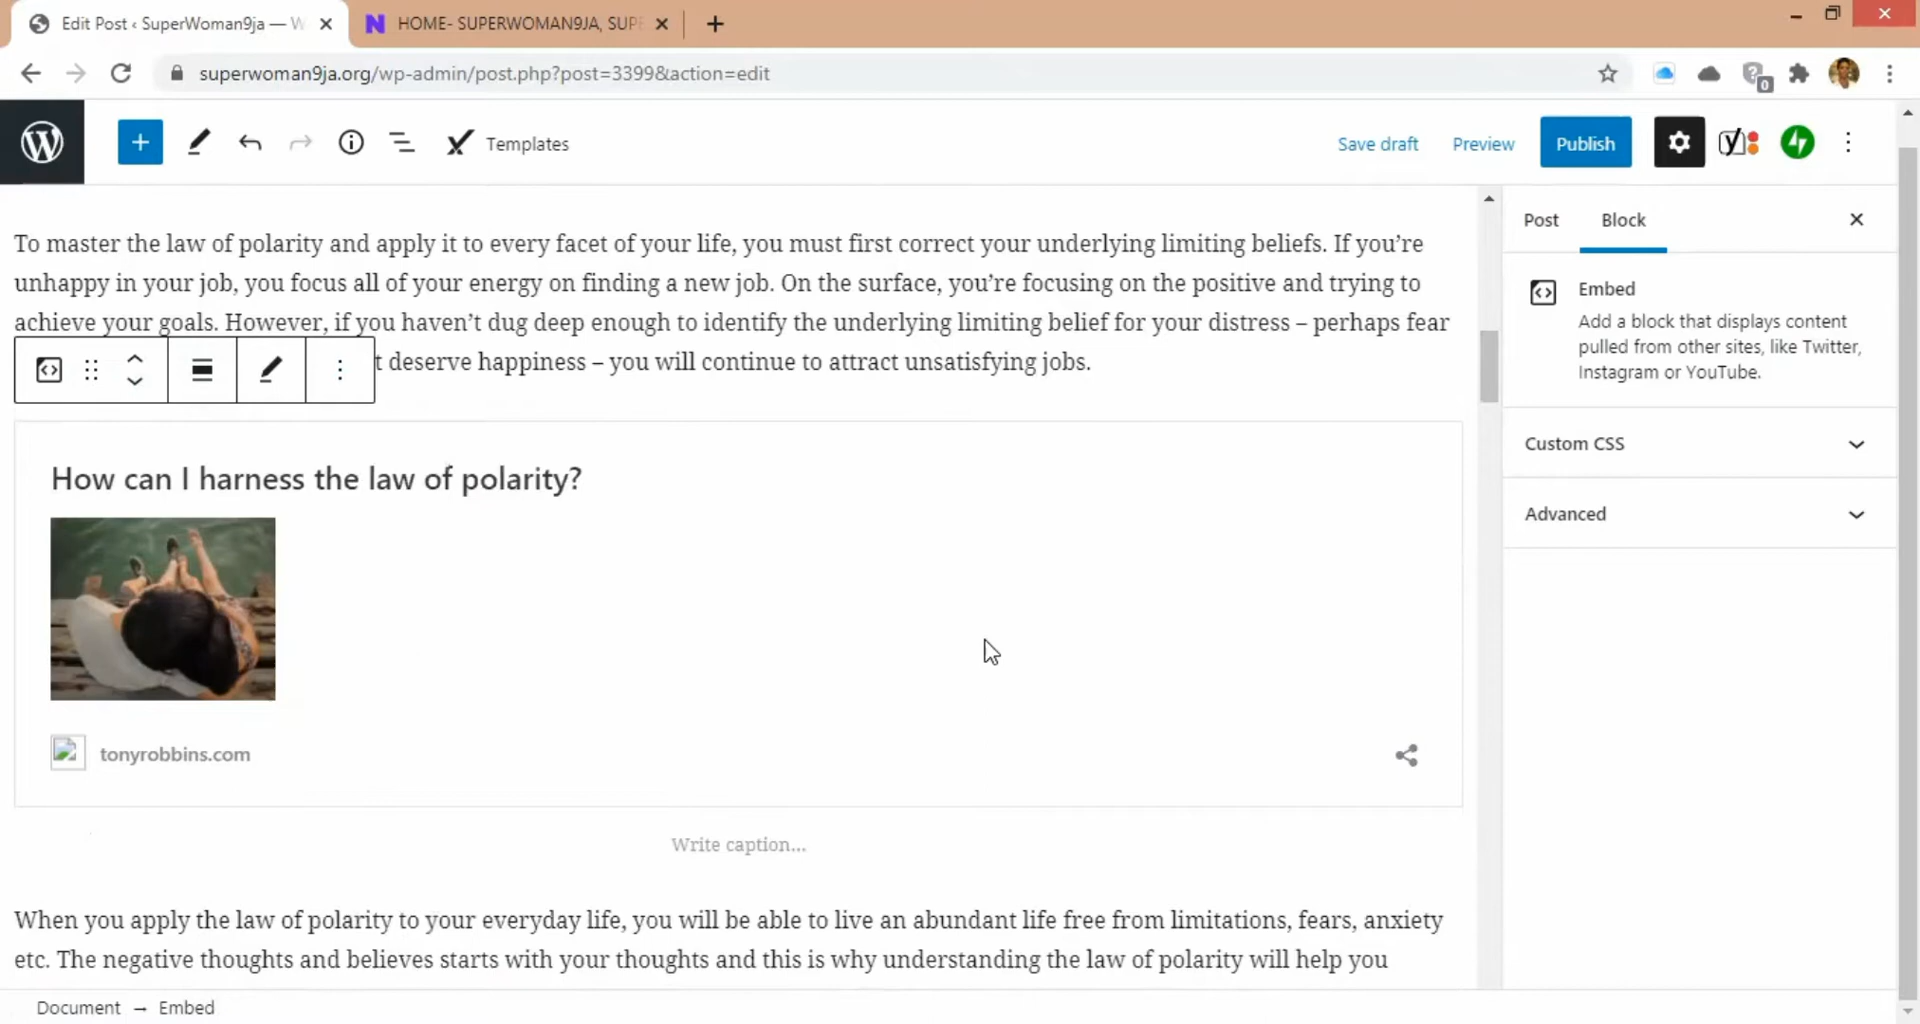 Edit Post ‹ SuperWoman9ja — W
HOME- SUPERWOMAN9JA, SUPE
superwoman9ja.org/wp-admin/post.php?post=3399&action=edit
0
Templates
Save draft
Preview
Publish
To master the law of polarity and apply it to every facet of your life, you must first correct your underlying limiting beliefs. If you’re
unhappy in your job, you focus all of your energy on finding a new job. On the surface, you’re focusing on the positive and trying to
achieve your goals. However, if you haven’t dug deep enough to identify the underlying limiting belief for your distress – perhaps fear
t deserve happiness – you will continue to attract unsatisfying jobs.
How can I harness the law of polarity?
tonyrobbins.com
Write caption...
When you apply the law of polarity to your everyday life, you will be able to live an abundant life free from limitations, fears, anxiety
etc. The negative thoughts and believes starts with your thoughts and this is why understanding the law of polarity will help you
Document → Embed
Post
Block
Embed
Add a block that displays content
pulled from other sites, like Twitter,
Instagram or YouTube.
Custom CSS
Advanced